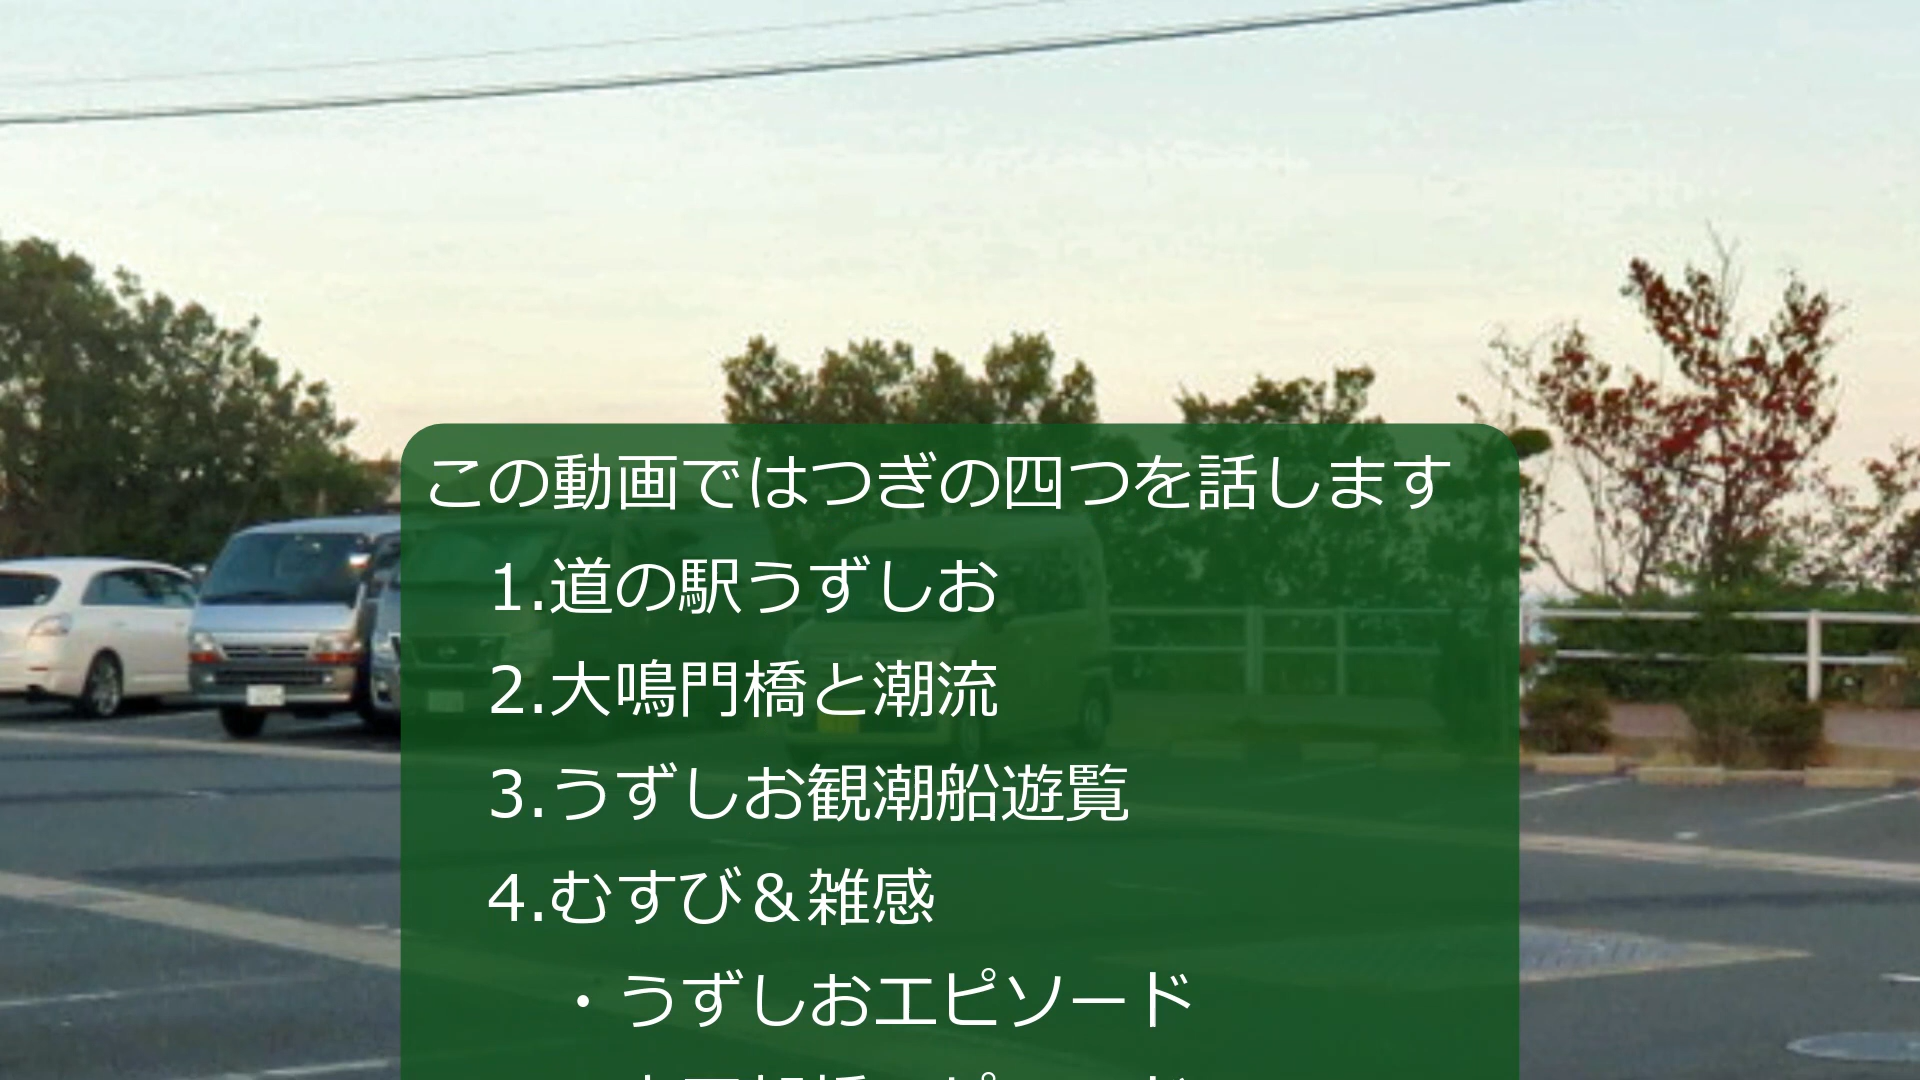 この動画ではつぎの四つを話します
1.道の駅うずしお
2.大鳴門橋と潮流
3.うずしお観潮船遊覧
4.むすび＆雑感
・うずしおエピソード